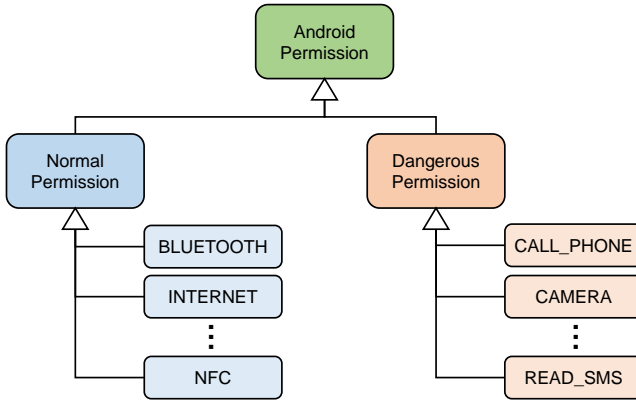 Android
Permission
Normal
Permission
Dangerous
Permission
BLUETOOTH
INTERNET
NFC
CALL_PHONE
CAMERA
READ_SMS